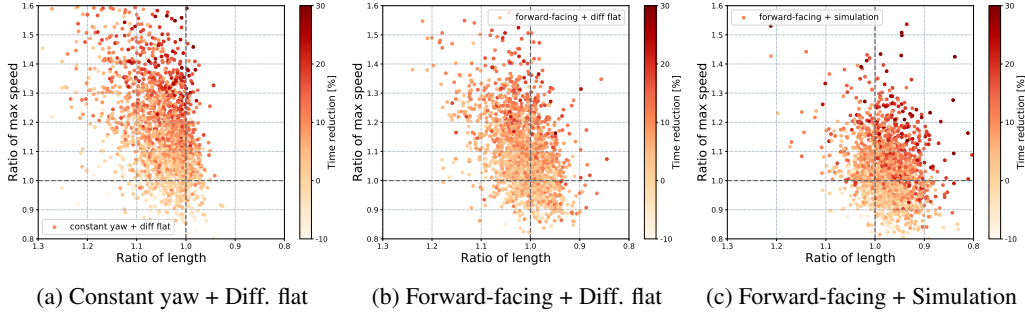 1.6
1.5
1.4
1.3
1.2
1.1
1.0
0.9
0.8
Ratio of max speed
constant yaw + diff flat
1.3 1.2 1.1 1.0 0.9 0.8
Ratio of length
30
20
10
0
-10
Time reduction [%]
(a) Constant yaw + Diff. flat
1.6
1.5
1.4
1.3
1.2
1.1
1.0
0.9
0.8
Ratio of max speed
forward-facing + diff flat
1.3 1.2 1.1 1.0 0.9 0.8
Ratio of length
30
20
10
0
-10
Time reduction [%]
(b) Forward-facing + Diff. flat
1.6
1.5
1.4
1.3
1.2
1.1
1.0
0.9
0.8
Ratio of max speed
forward-facing + simulation
1.3 1.2 1.1 1.0 0.9 0.8
Ratio of length
30
20
10
0
-10
Time reduction [%]
(c) Forward-facing + Simulation